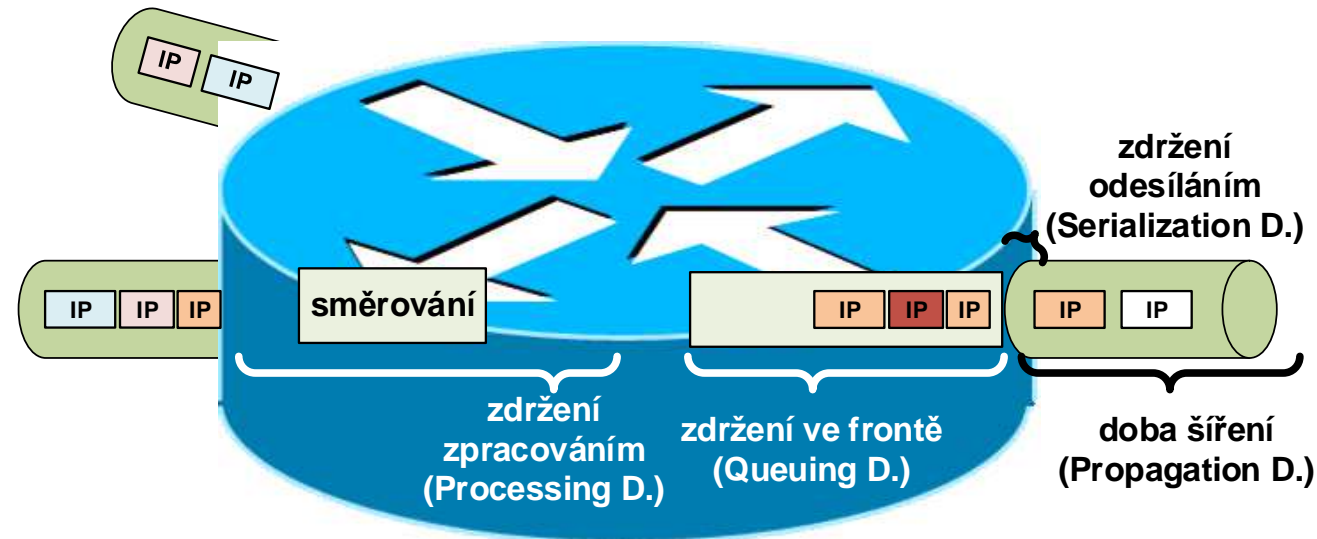 IP IP
zdržení
odesíláním
(Serialization D.)
IP IP IP
směrování
IP IP IP
IP IP
zdržení
zpracováním
(Processing D.)
zdržení ve frontě
(Queuing D.)
doba šíření
(Propagation D.)